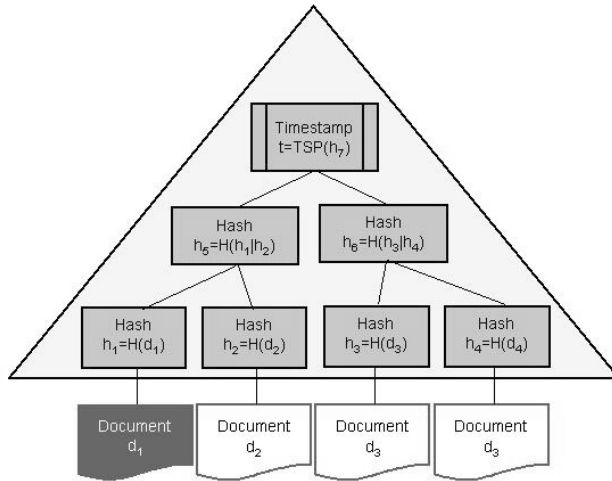 Timestamp
t=TSP(h₇)
Hash
h₅=H(h₁|h₂)
Hash
h₆=H(h₃|h₄)
Hash
h₁=H(d₁)
Hash
h₂=H(d₂)
Hash
h₃=H(d₃)
Hash
h₄=H(d₄)
Document
d₁
Document
d₂
Document
d₃
Document
d₃